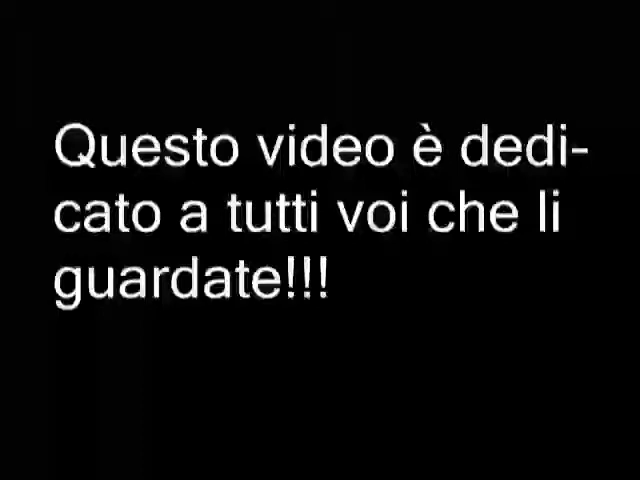 Questo video è dedi-
cato a tutti voi che li
guardate!!!